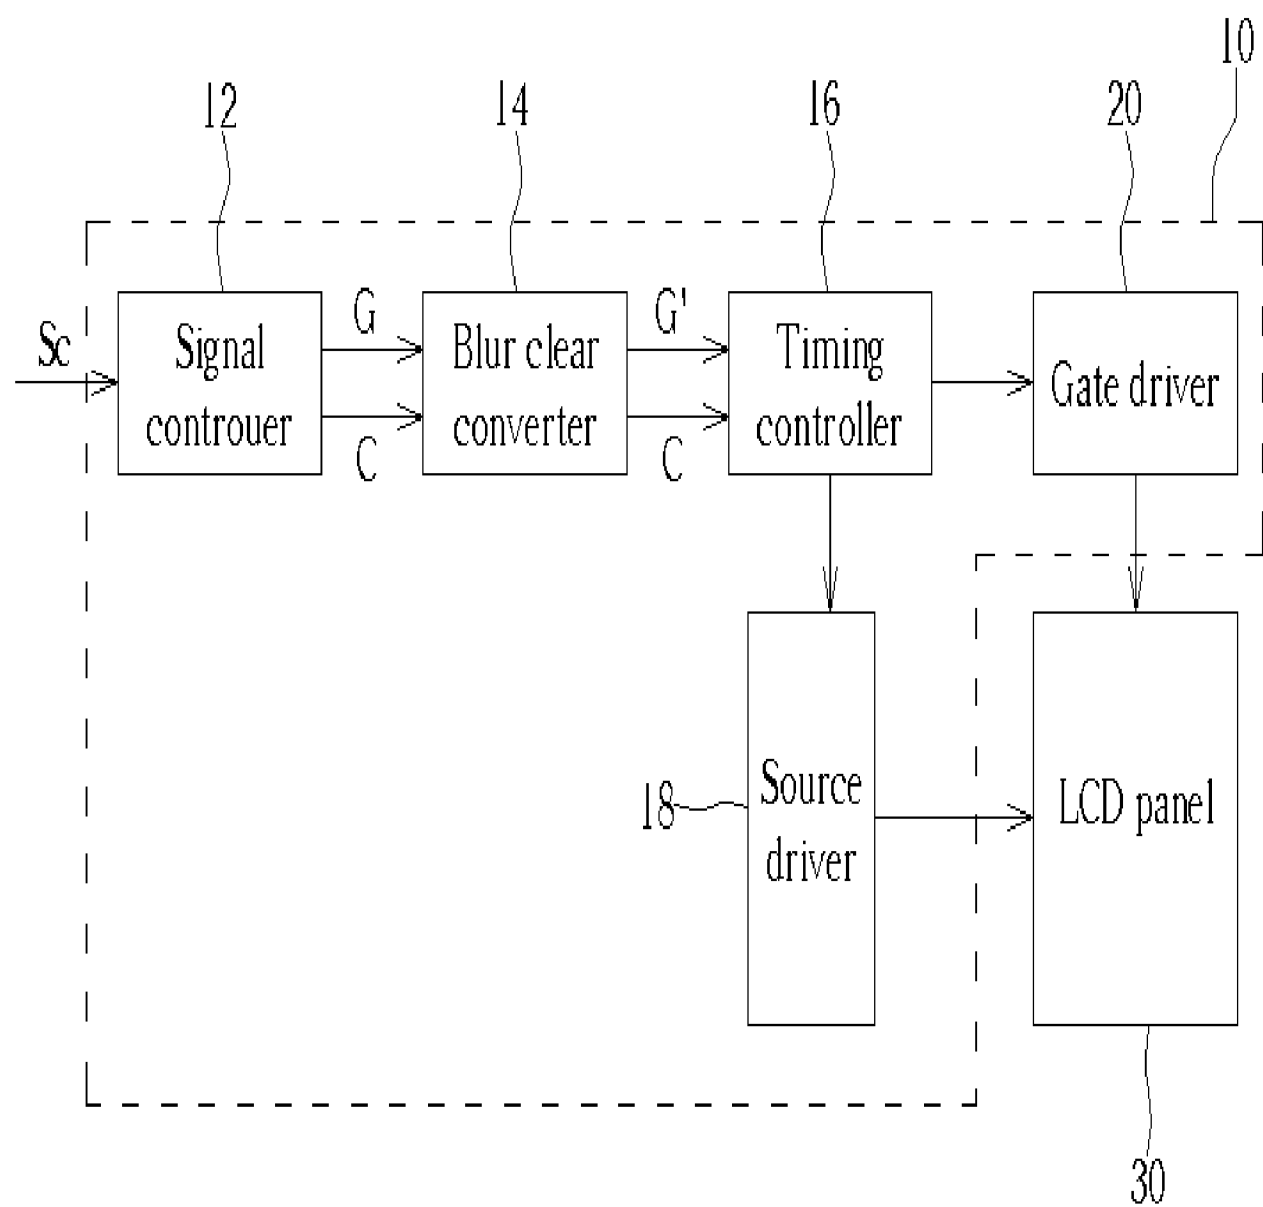 10
12
14
16
20
Sc
Signal
controuer
G
C
Blur clear
converter
G'
C
Timing
controller
Gate driver
18
Source
driver
LCD panel
30